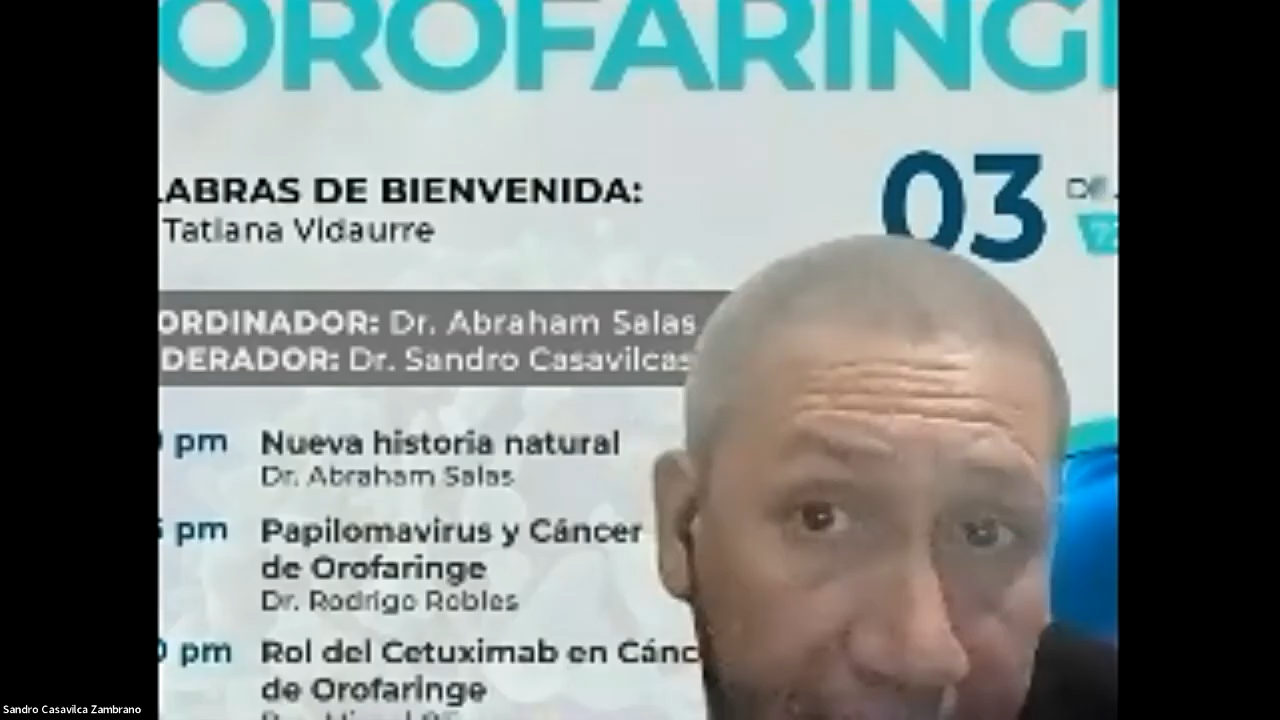 OROFARING
03
LABRAS DE BIENVENIDA:
Tatiana Vidaurre
ORDINADOR: Dr. Abraham Salas
DERADOR: Dr. Sandro Casavilcas
pm Nueva historia natural
Dr. Abraham Salas
pm Papilomavirus y Cáncer
de Orofaringe
Dr. Rodrigo Robles
pm Rol del Cetuximab en Cánc
de Orofaringe
Sandro Casavilca Zambrano